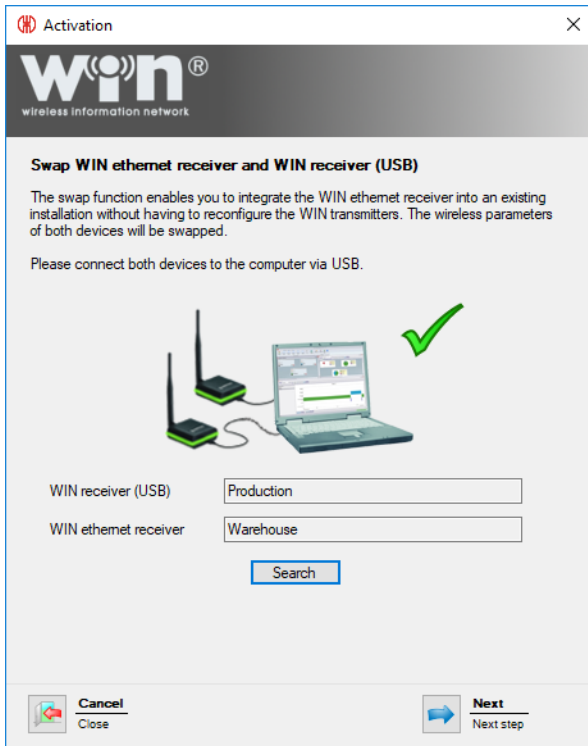 Activation
WIN®
wireless information network
Swap WIN ethernet receiver and WIN receiver (USB)
The swap function enables you to integrate the WIN ethernet receiver into an existing
installation without having to reconfigure the WIN transmitters. The wireless parameters
of both devices will be swapped.
Please connect both devices to the computer via USB.
WIN receiver (USB)
Production
WIN ethernet receiver
Warehouse
Search
Cancel
Close
Next
Next step